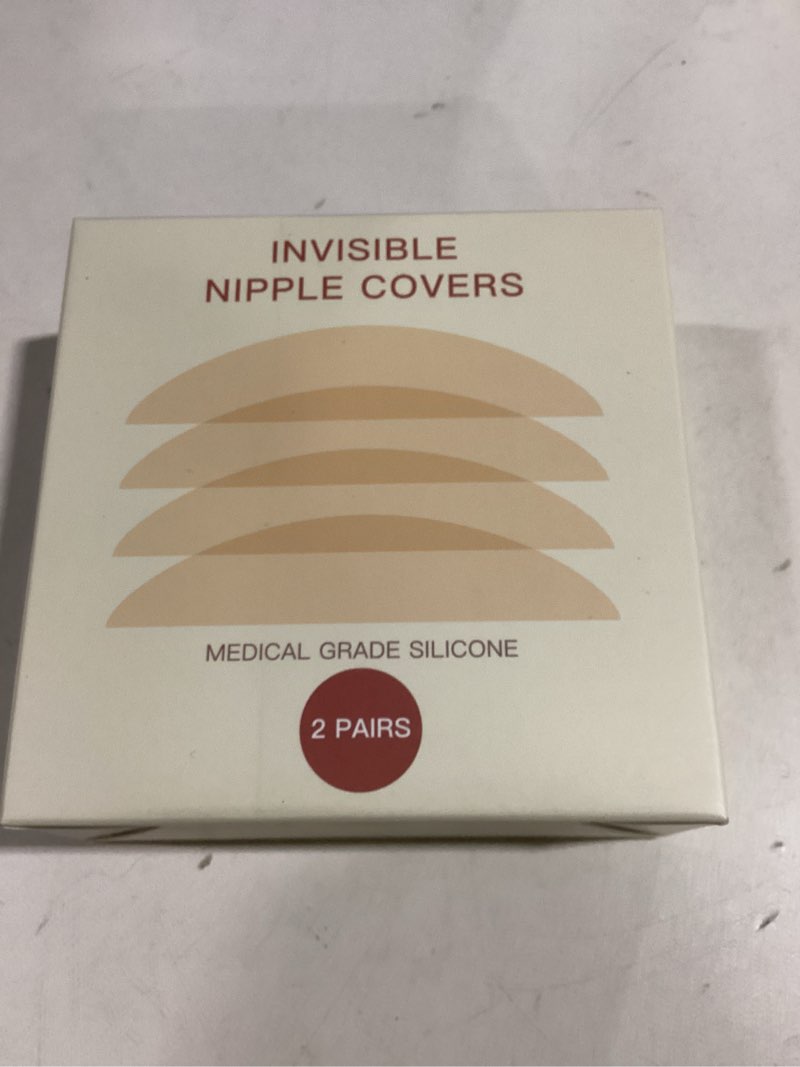 INVISIBLE
NIPPLE COVERS
MEDICAL GRADE SILICONE
2 PAIRS